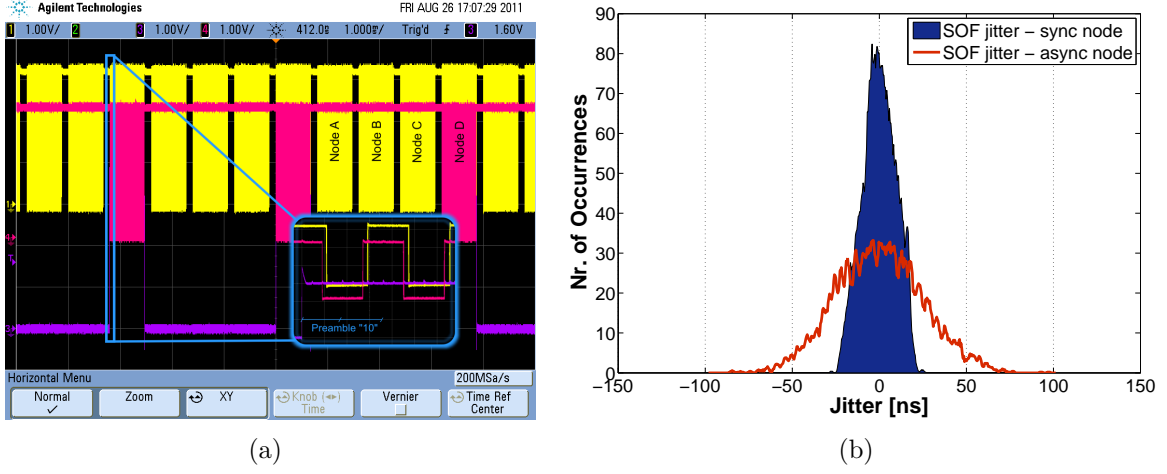 Agilent Technologies
FRI AUG 26 17:07:29 2011
1 1.00V/ 2 3 1.00V/ 4 1.00V/ 412.0s 1.000s/ Trig'd 3 1.60V
Node A
Node B
Node C
Node D
Preamble "10"
Horizontal Menu
200MSa/s
Normal
Zoom
XY
Knob
Time
Vernier
Time Ref
Center
(a)
SOF jitter − sync node
SOF jitter − async node
Nr. of Occurrences
90
80
70
60
50
40
30
20
10
0
−150 −100 −50 0 50 100 150
Jitter [ns]
(b)